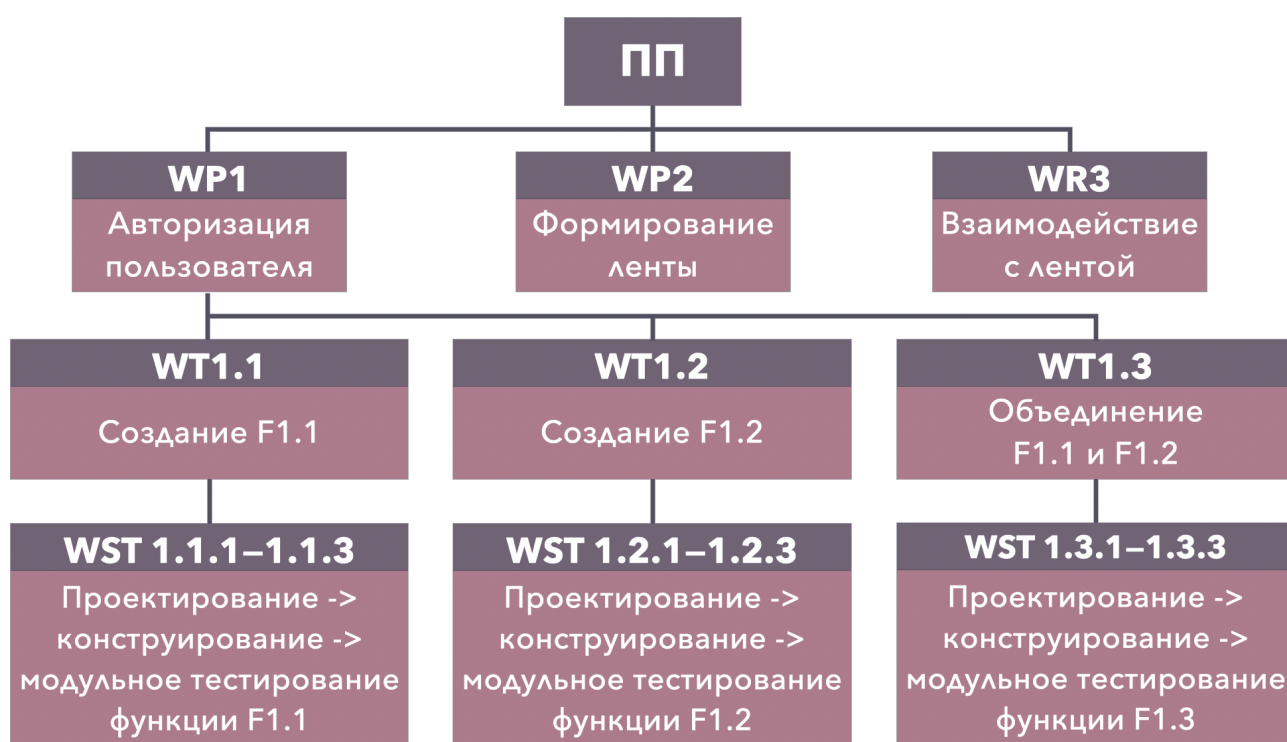 ПП
WP1
Авторизация
пользователя
WP2
Формирование
ленты
WR3
Взаимодействие
с лентой
WT1.1
Создание F1.1
WT1.2
Создание F1.2
WT1.3
Объединение
F1.1 и F1.2
WST 1.1.1–1.1.3
Проектирование ->
конструирование ->
модульное тестирование
функции F1.1
WST 1.2.1–1.2.3
Проектирование ->
конструирование ->
модульное тестирование
функции F1.2
WST 1.3.1–1.3.3
Проектирование ->
конструирование ->
модульное тестирование
функции F1.3